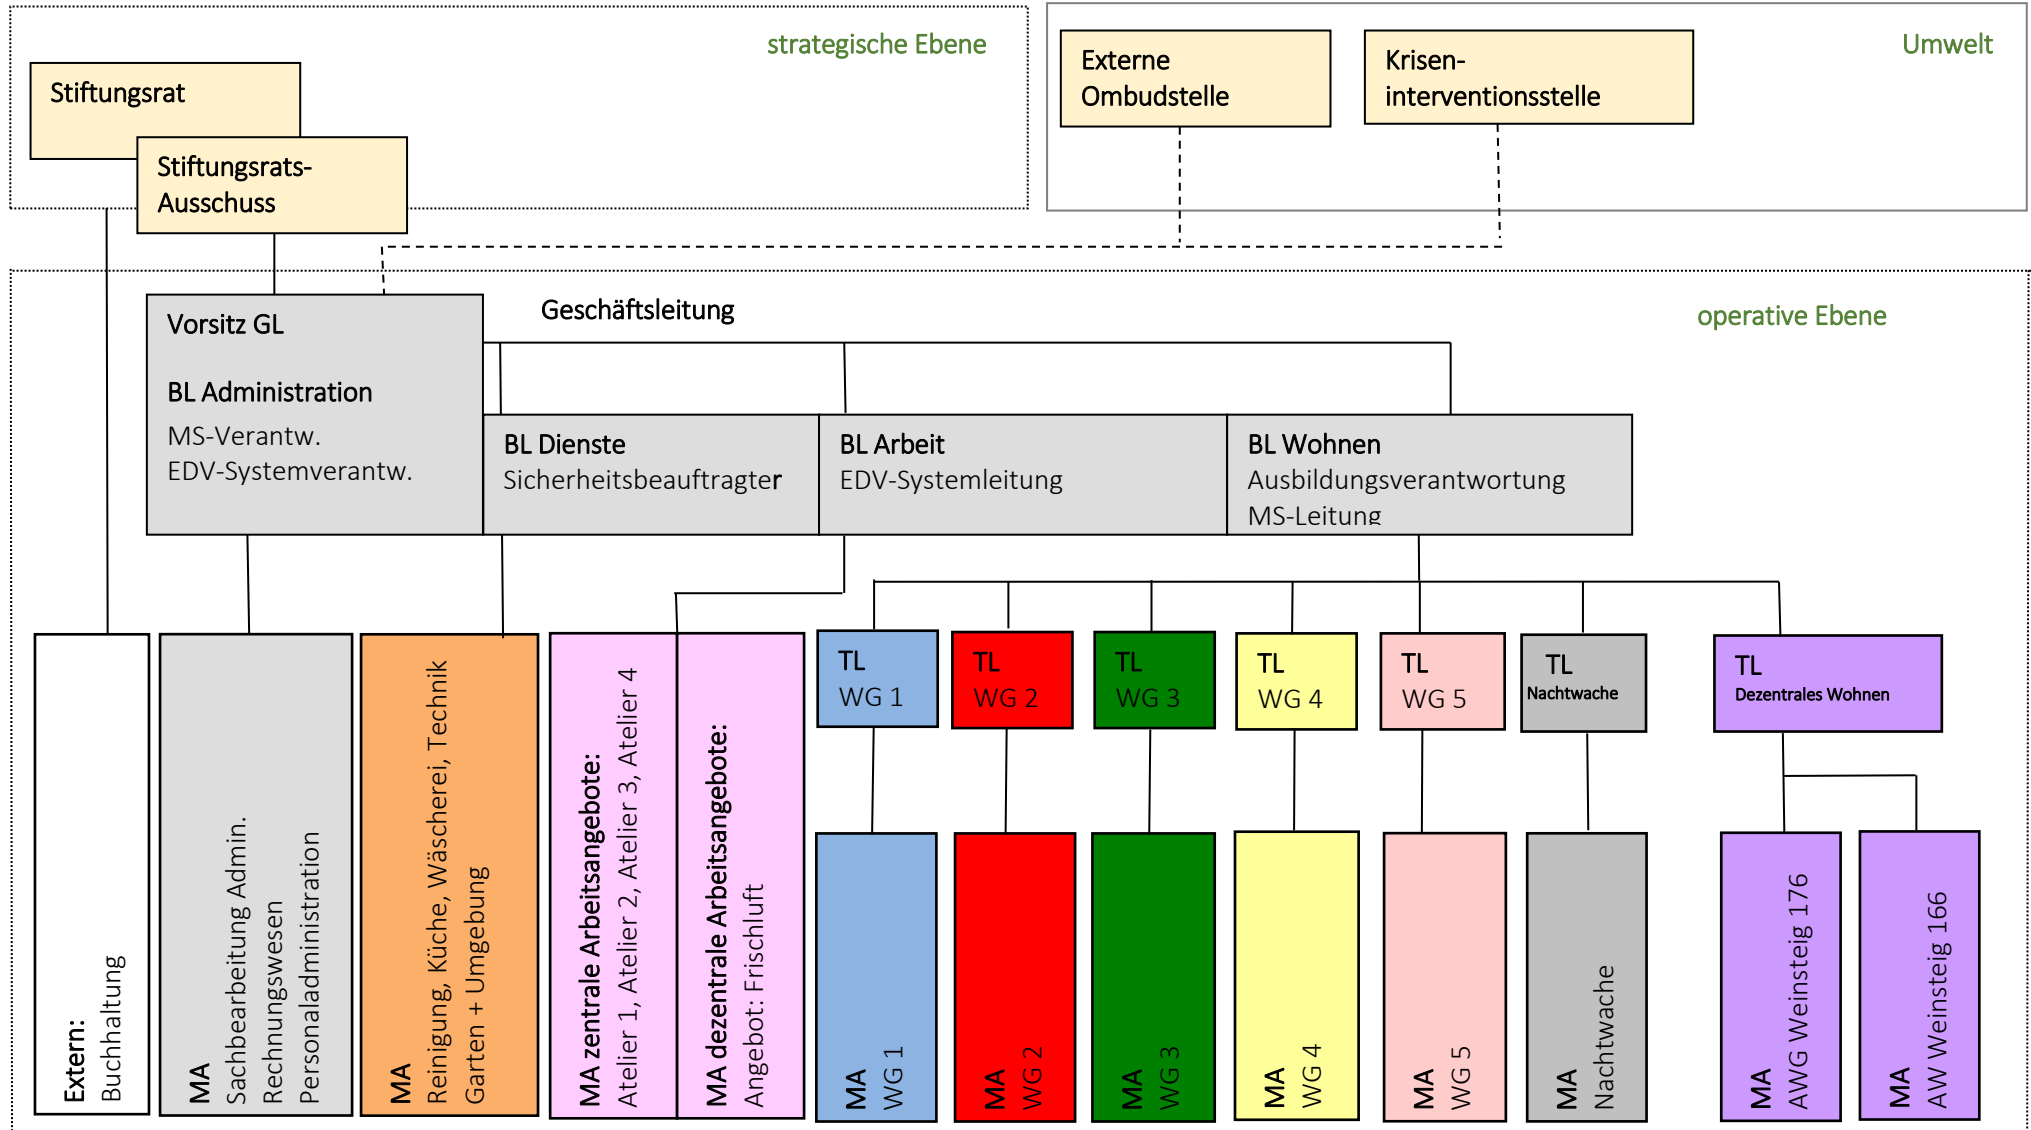 strategische Ebene
Umwelt
Stiftungsrat
Stiftungsrats-
Ausschuss
Externe
Ombudstelle
Krisen-
interventionsstelle
Geschäftsleitung
operative Ebene
Vorsitz GL
BL Administration
MS-Verantw.
EDV-Systemverantw.
BL Dienste
Sicherheitsbeauftragter
BL Arbeit
EDV-Systemleitung
BL Wohnen
Ausbildungsverantwortung
MS-Leitung
TL
WG 1
TL
WG 2
TL
WG 3
TL
WG 4
TL
WG 5
TL
Nachtwache
TL
Dezentrales Wohnen
Extern:
Buchhaltung
MA
Sachbearbeitung Admin.
Rechnungswesen
Personaladministration
MA
Reinigung, Küche, Wäscherei, Technik
Garten + Umgebung
MA zentrale Arbeitsangebote:
Atelier 1, Atelier 2, Atelier 3, Atelier 4
MA dezentrale Arbeitsangebote:
Angebot: Frischluft
MA
WG 1
MA
WG 2
MA
WG 3
MA
WG 4
MA
WG 5
MA
Nachtwache
MA
AWG Weinsteig 176
MA
AW Weinsteig 166